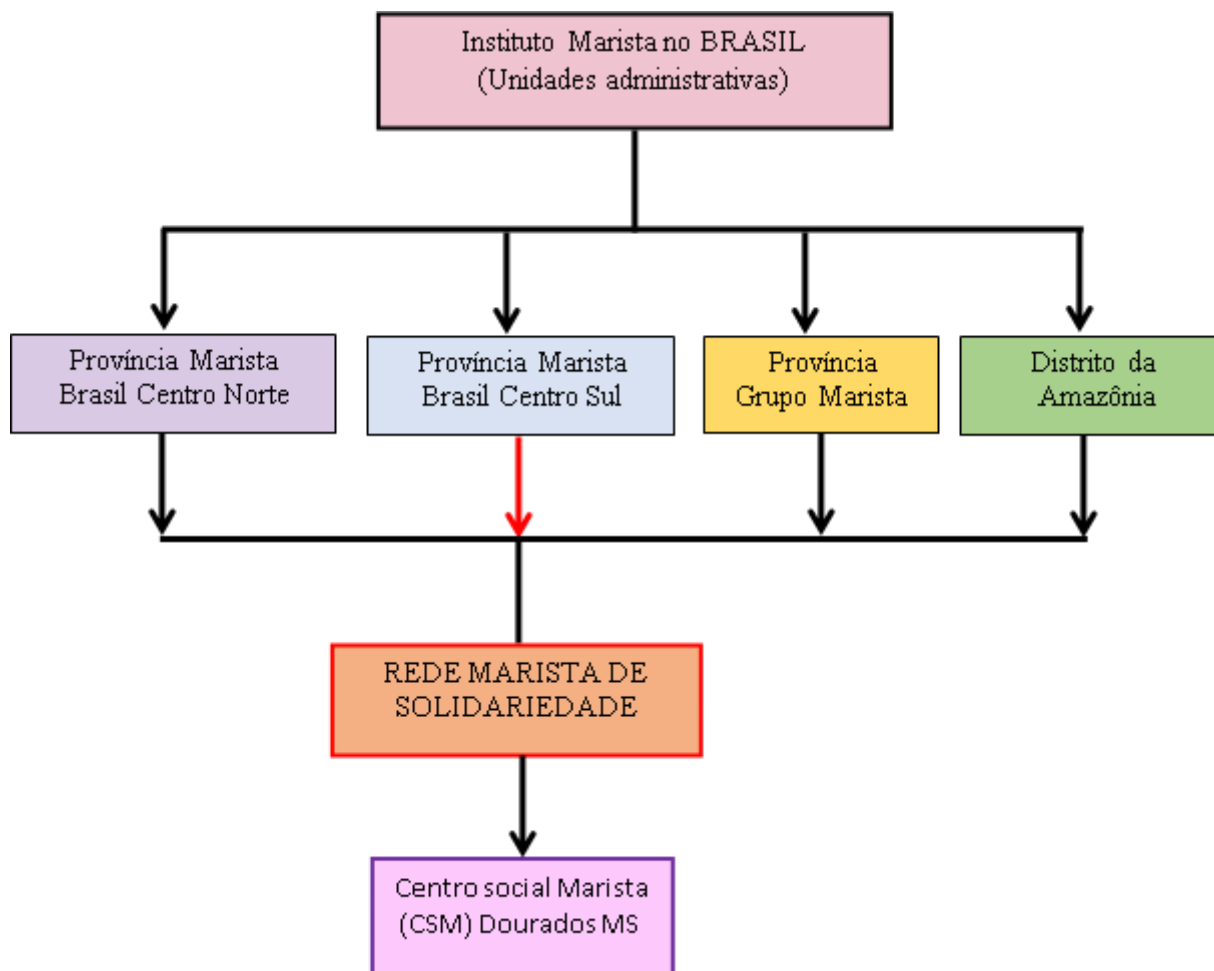 Instituto Marista no BRASIL
(Unidades administrativas)
Província Marista
Brasil Centro Norte
Província Marista
Brasil Centro Sul
Província
Grupo Marista
Distrito da
Amazônia
REDE MARISTA DE
SOLIDARIEDADE
Centro social Marista
(CSM) Dourados MS